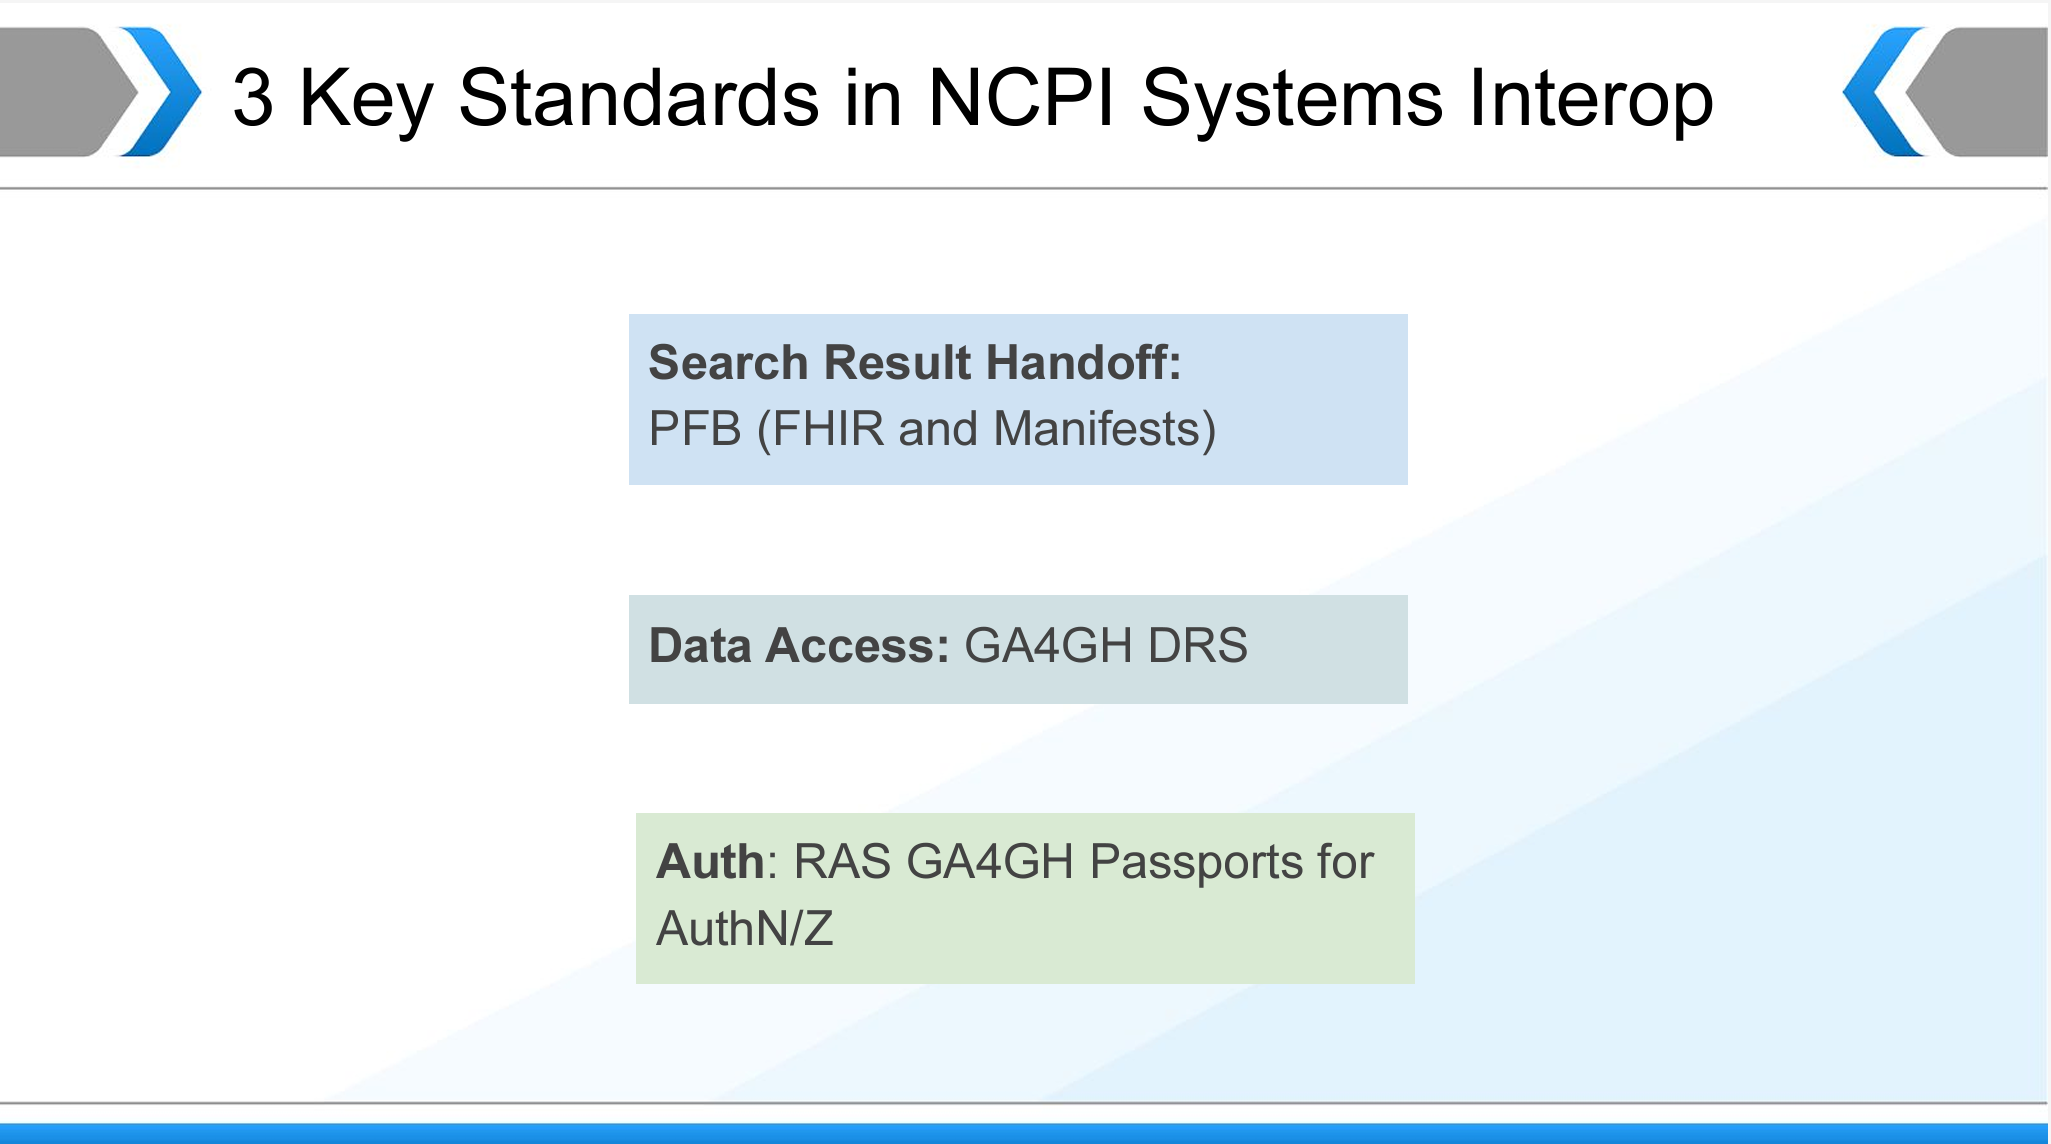 3 Key Standards in NCPI Systems Interop
Search Result Handoff:
PFB (FHIR and Manifests)
Data Access: GA4GH DRS
Auth: RAS GA4GH Passports for
AuthN/Z